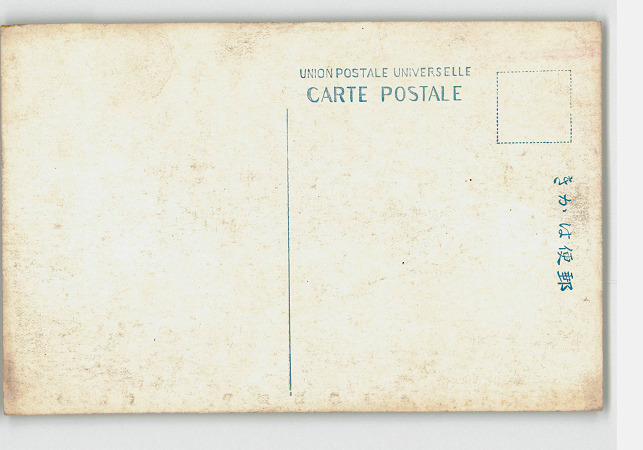 UNION POSTALE UNIVERSELLE
CARTE POSTALE
きかは便郵